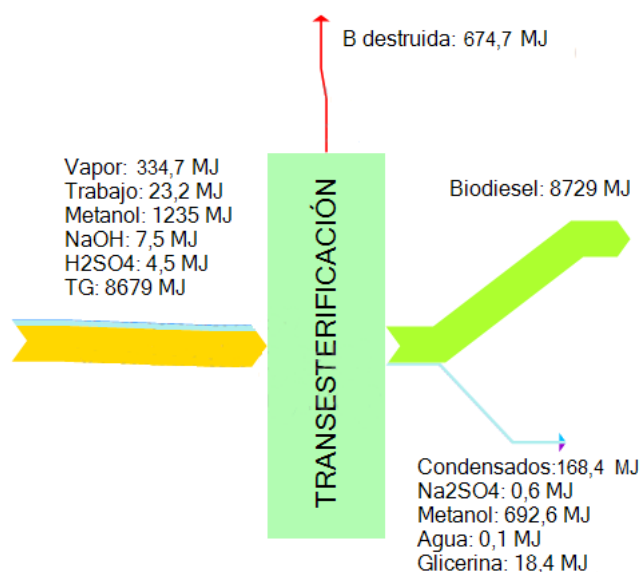 B destruida: 674,7 MJ
Vapor: 334,7 MJ
Trabajo: 23,2 MJ
Metanol: 1235 MJ
NaOH: 7,5 MJ
H2SO4: 4,5 MJ
TG: 8679 MJ
TRANSESTERIFICACIÓN
Biodiesel: 8729 MJ
Condensados:168,4 MJ
Na2SO4: 0,6 MJ
Metanol: 692,6 MJ
Agua: 0,1 MJ
Glicerina: 18,4 MJ